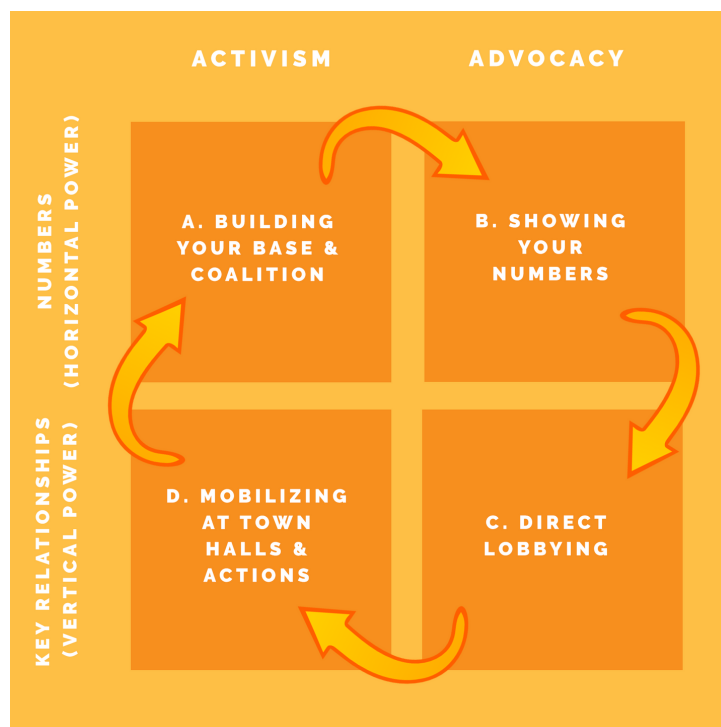 ACTIVISM
ADVOCACY
NUMBERS
(HORIZONTAL POWER)
A. BUILDING
YOUR BASE &
COALITION
B. SHOWING
YOUR
NUMBERS
KEY RELATIONSHIPS
(VERTICAL POWER)
D. MOBILIZING
AT TOWN
HALLS &
ACTIONS
C. DIRECT
LOBBYING